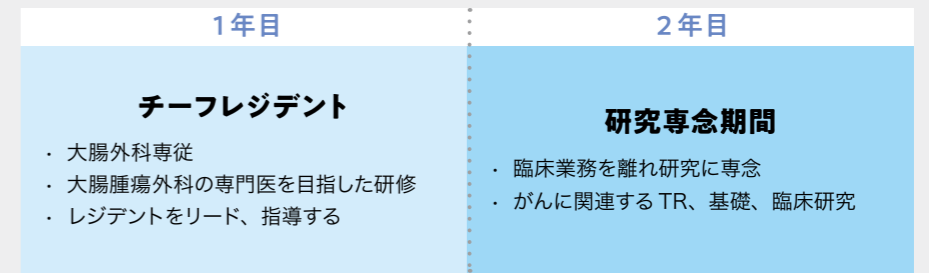 1年目
チーフレジデント
・ 大腸外科専従
・ 大腸腫瘍外科の専門医を目指した研修
・ レジデントをリード、指導する
2年目
研究専念期間
・ 臨床業務を離れ研究に専念
・ がんに関連するTR、基礎、臨床研究